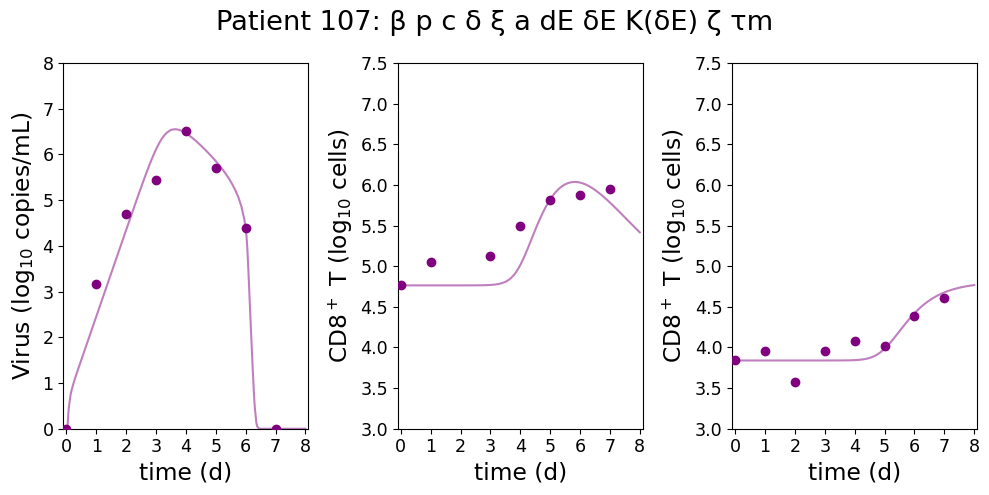 Patient 107: β p c δ ξ a dE δE K(δE) ζ τm
Virus (log₁₀ copies/mL)
8
7
6
5
4
3
2
1
0
0 1 2 3 4 5 6 7 8
time (d)
CD8⁺ T (log₁₀ cells)
7.5
7.0
6.5
6.0
5.5
5.0
4.5
4.0
3.5
3.0
0 1 2 3 4 5 6 7 8
time (d)
CD8⁺ T (log₁₀ cells)
7.5
7.0
6.5
6.0
5.5
5.0
4.5
4.0
3.5
3.0
0 1 2 3 4 5 6 7 8
time (d)